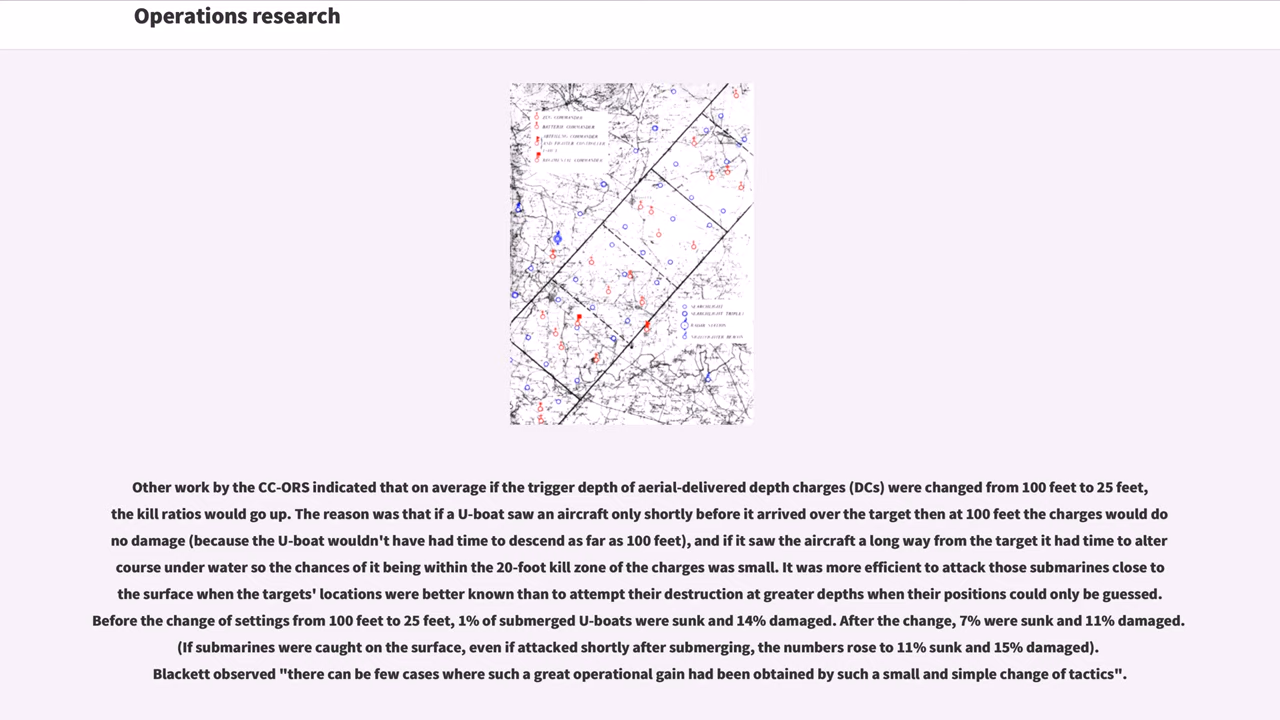 Operations research
Other work by the CC-ORS indicated that on average if the trigger depth of aerial-delivered depth charges (DCs) were changed from 100 feet to 25 feet,
the kill ratios would go up. The reason was that if a U-boat saw an aircraft only shortly before it arrived over the target then at 100 feet the charges would do
no damage (because the U-boat wouldn't have had time to descend as far as 100 feet), and if it saw the aircraft a long way from the target it had time to alter
course under water so the chances of it being within the 20-foot kill zone of the charges was small. It was more efficient to attack those submarines close to
the surface when the targets' locations were better known than to attempt their destruction at greater depths when their positions could only be guessed.
Before the change of settings from 100 feet to 25 feet, 1% of submerged U-boats were sunk and 14% damaged. After the change, 7% were sunk and 11% damaged.
(If submarines were caught on the surface, even if attacked shortly after submerging, the numbers rose to 11% sunk and 15% damaged).
Blackett observed "there can be few cases where such a great operational gain had been obtained by such a small and simple change of tactics".